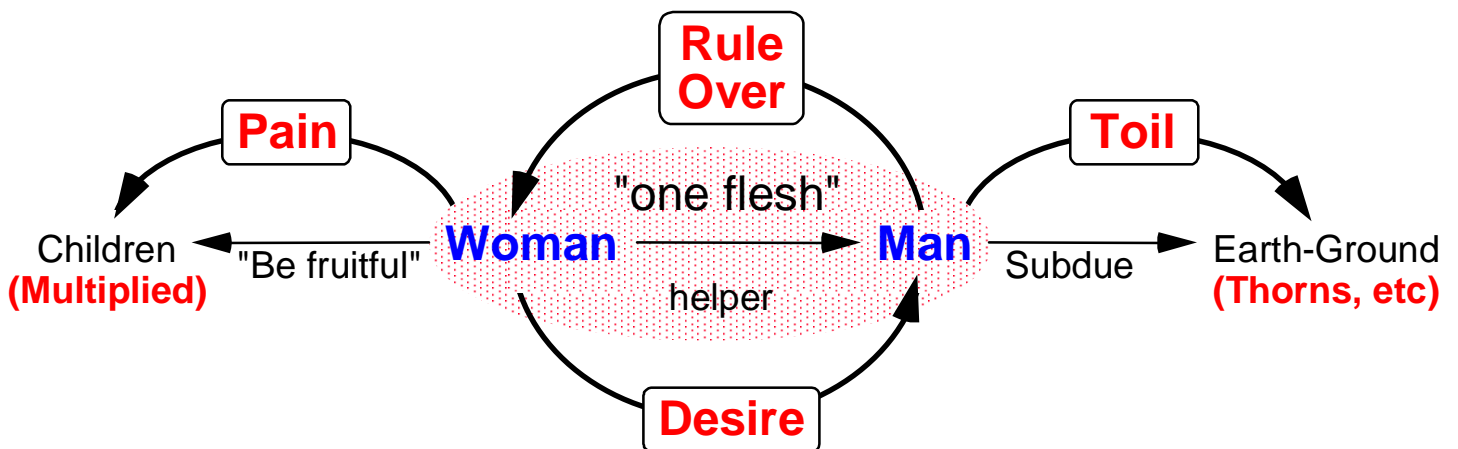 Rule
Over
Pain
Toil
"one flesh"
Children
(Multiplied)
"Be fruitful"
Woman
helper
Man
Subdue
Earth-Ground
(Thorns, etc)
Desire